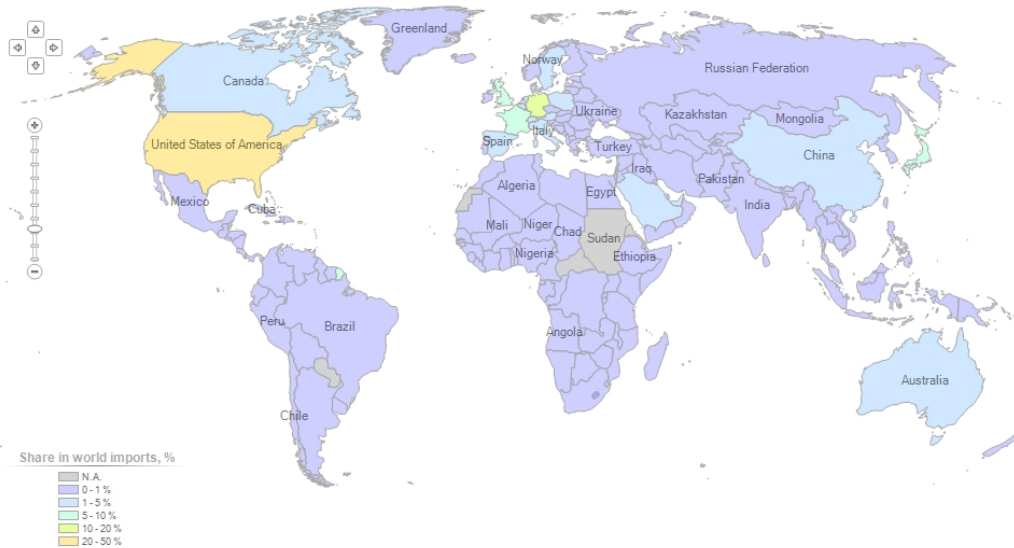 Greenland
Norway
Russian Federation
Canada
Ukraine
Kazakhstan
Mongolia
United States of America
Spain
Italy
Turkey
China
Iraq
Pakistan
Algeria
Egypt
India
Mexico
Cuba
Mali
Niger
Chad
Sudan
Nigeria
Ethiopia
Peru
Brazil
Angola
Australia
Chile
Share in world imports, %
N.A.
0 - 1 %
1 - 5 %
5 - 10 %
10 - 20 %
20 - 50 %